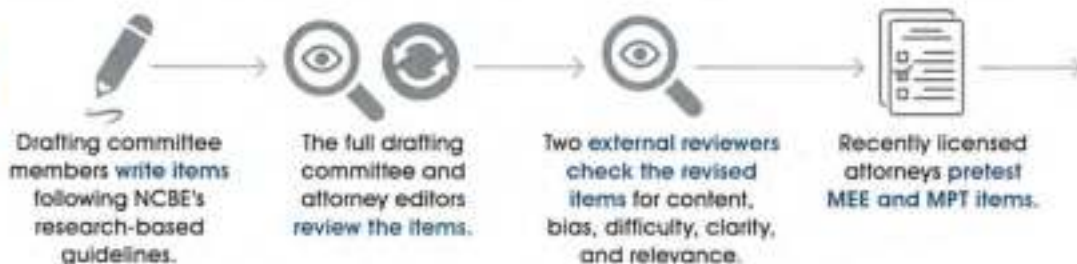 Drafting committee
members write items
following NCBE's
research-based
guidelines.
The full drafting
committee and
attorney editors
review the items.
Two external reviewers
check the revised
items for content,
bias, difficulty, clarity,
and relevance.
Recently licensed
attorneys pretest
MEE and MPT items.